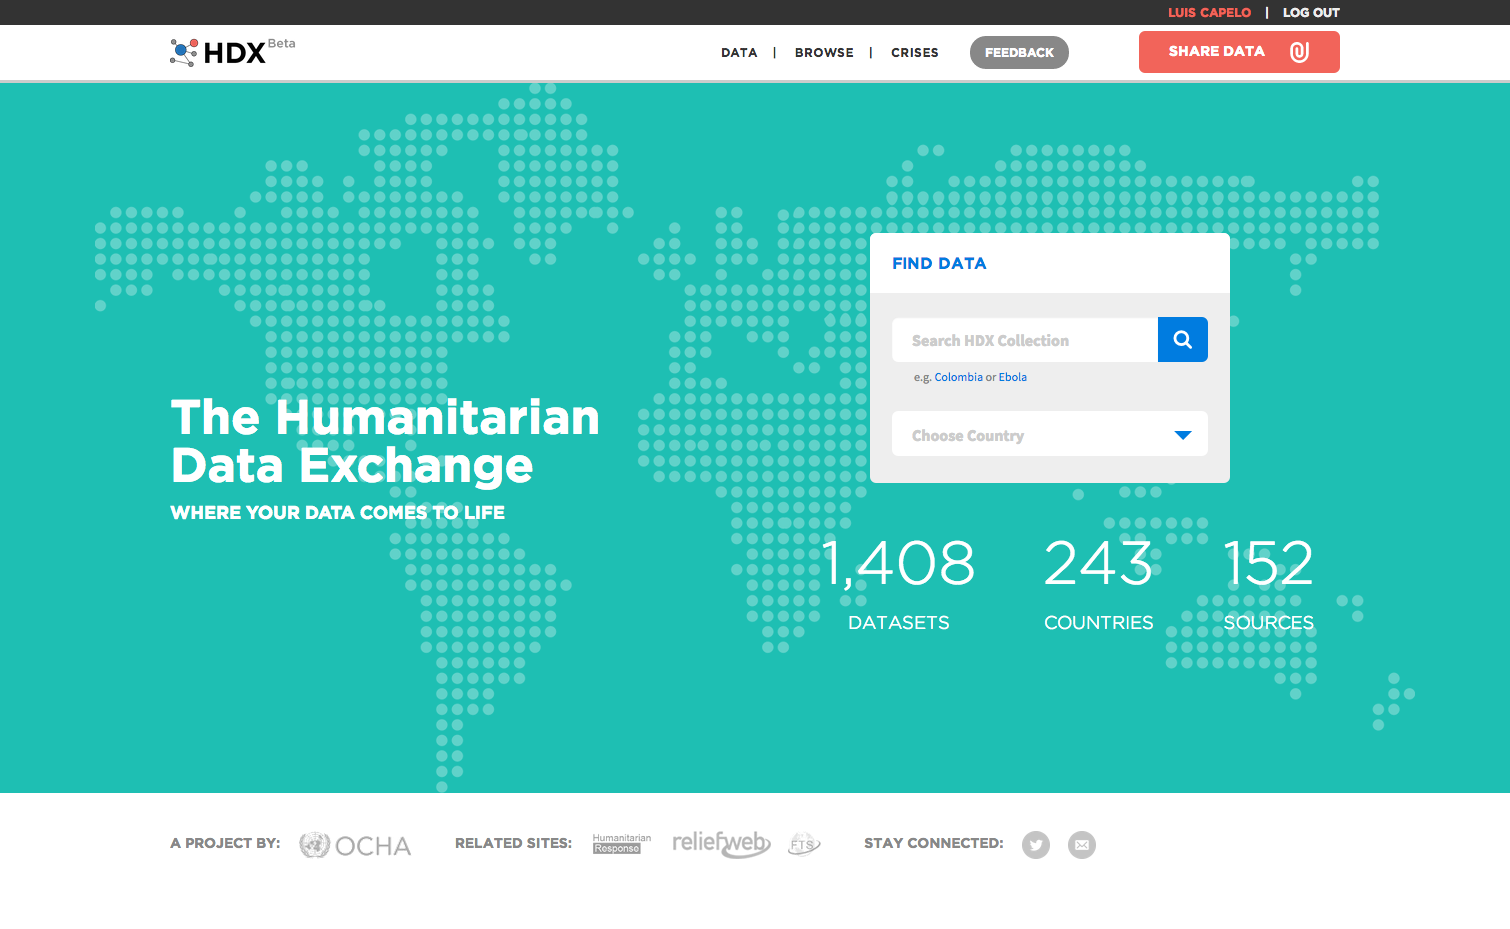 LUIS CAPELO | LOG OUT
HDX Beta
DATA | BROWSE | CRISES FEEDBACK SHARE DATA
FIND DATA
Search HDX Collection
e.g. Colombia or Ebola
Choose Country
The Humanitarian
Data Exchange
WHERE YOUR DATA COMES TO LIFE
1,408 243 152
DATASETS COUNTRIES SOURCES
A PROJECT BY: OCHA RELATED SITES: Humanitarian Response reliefweb FTS STAY CONNECTED: